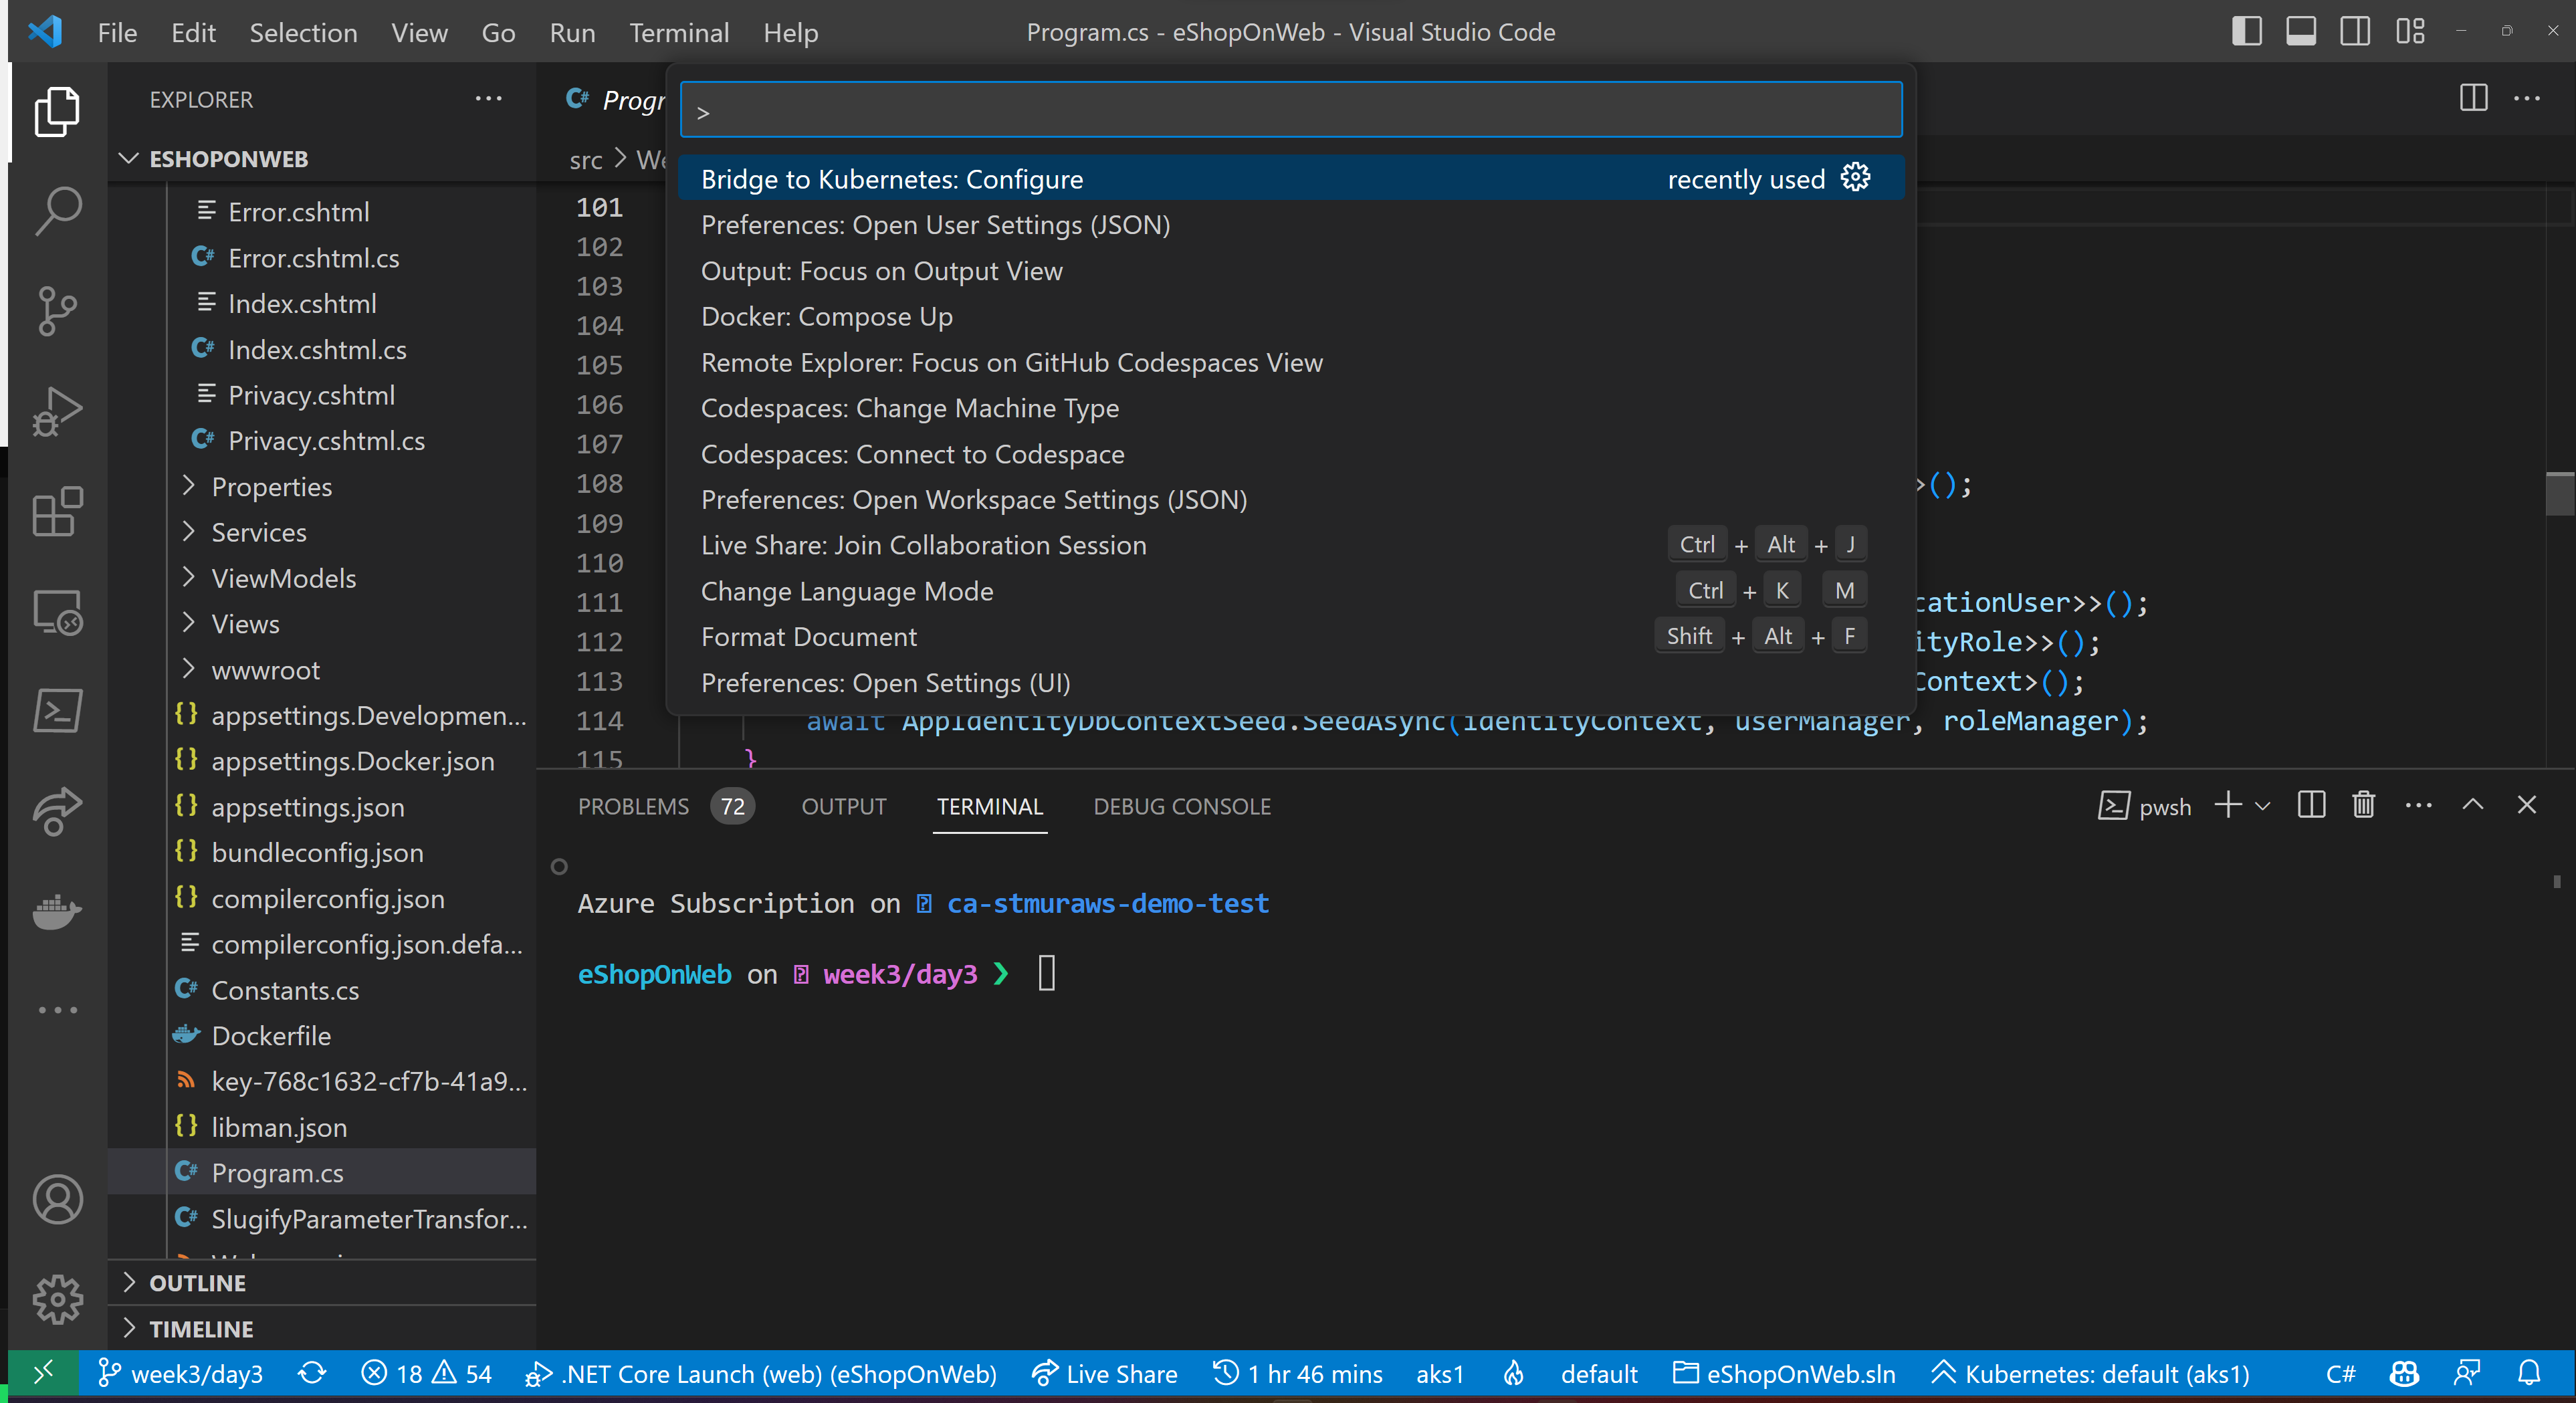 File Edit Selection View Go Run Terminal Help
Program.cs - eShopOnWeb - Visual Studio Code
EXPLORER
ESHOPONWEB
Error.cshtml
C# Error.cshtml.cs
Index.cshtml
C# Index.cshtml.cs
Privacy.cshtml
C# Privacy.cshtml.cs
Properties
Services
ViewModels
Views
wwwroot
{} appsettings.Developmen...
{} appsettings.Docker.json
{} appsettings.json
{} bundleconfig.json
{} compilerconfig.json
compilerconfig.json.defa...
C# Constants.cs
Dockerfile
key-768c1632-cf7b-41a9...
{} libman.json
C# Program.cs
C# SlugifyParameterTransfor...
OUTLINE
TIMELINE
C# Progr
src > We
>
Bridge to Kubernetes: Configure recently used
Preferences: Open User Settings (JSON)
Output: Focus on Output View
Docker: Compose Up
Remote Explorer: Focus on GitHub Codespaces View
Codespaces: Change Machine Type
Codespaces: Connect to Codespace
Preferences: Open Workspace Settings (JSON)
Live Share: Join Collaboration Session Ctrl + Alt + J
Change Language Mode Ctrl + K M
Format Document Shift + Alt + F
Preferences: Open Settings (UI)
101
102
103
104
105
106
107
108 >();
109
110
111 cationUser>>();
112 ityRole>>();
113 Context>();
114 await AppIdentityDbContextSeed.SeedAsync(identityContext, userManager, roleManager);
115 }
PROBLEMS 72 OUTPUT TERMINAL DEBUG CONSOLE
pwsh
Azure Subscription on ca-stmuraws-demo-test
eShopOnWeb on week3/day3 ❯
week3/day3 18 54 .NET Core Launch (web) (eShopOnWeb) Live Share 1 hr 46 mins aks1 default eShopOnWeb.sln Kubernetes: default (aks1) C#